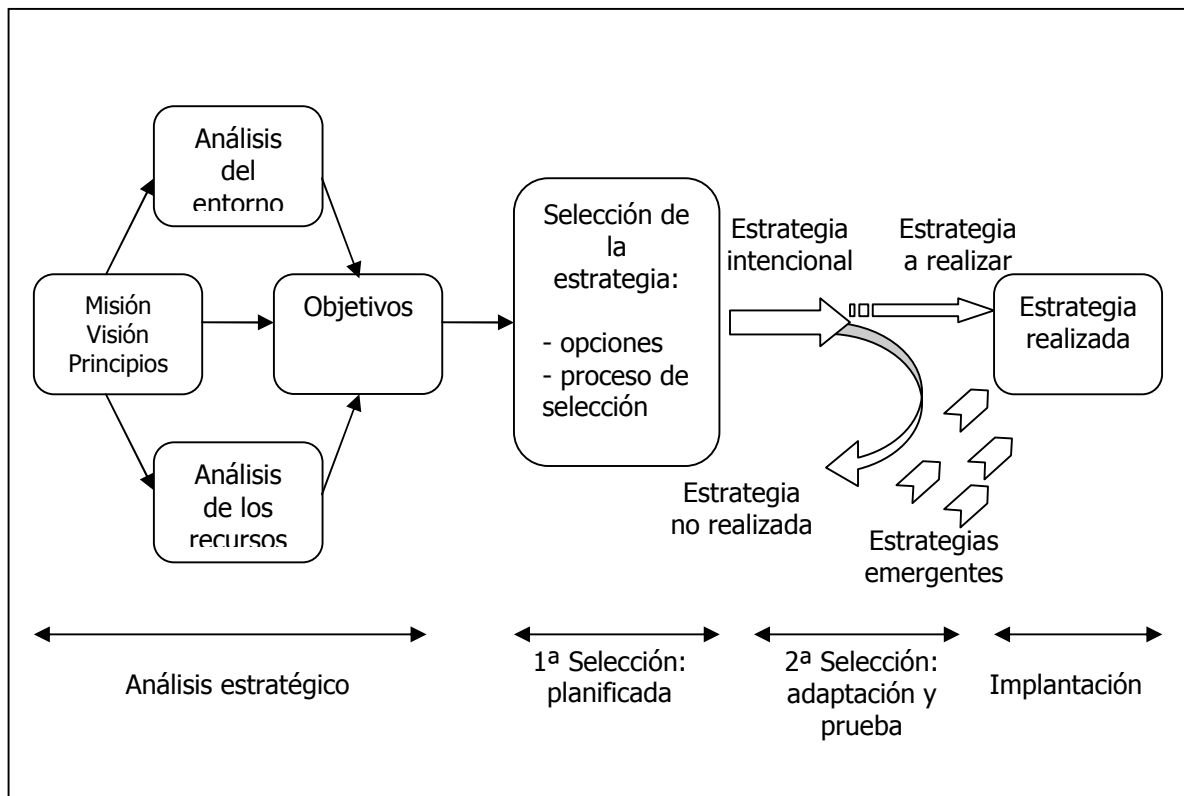 Análisis
del
entorno
Misión
Visión
Principios
Objetivos
Análisis
de los
recursos
Selección de
la
estrategia:
- opciones
- proceso de
selección
Estrategia
intencional
Estrategia
a realizar
Estrategia
realizada
Estrategia
no realizada
Estrategias
emergentes
Análisis estratégico
1ª Selección:
planificada
2ª Selección:
adaptación y
prueba
Implantación